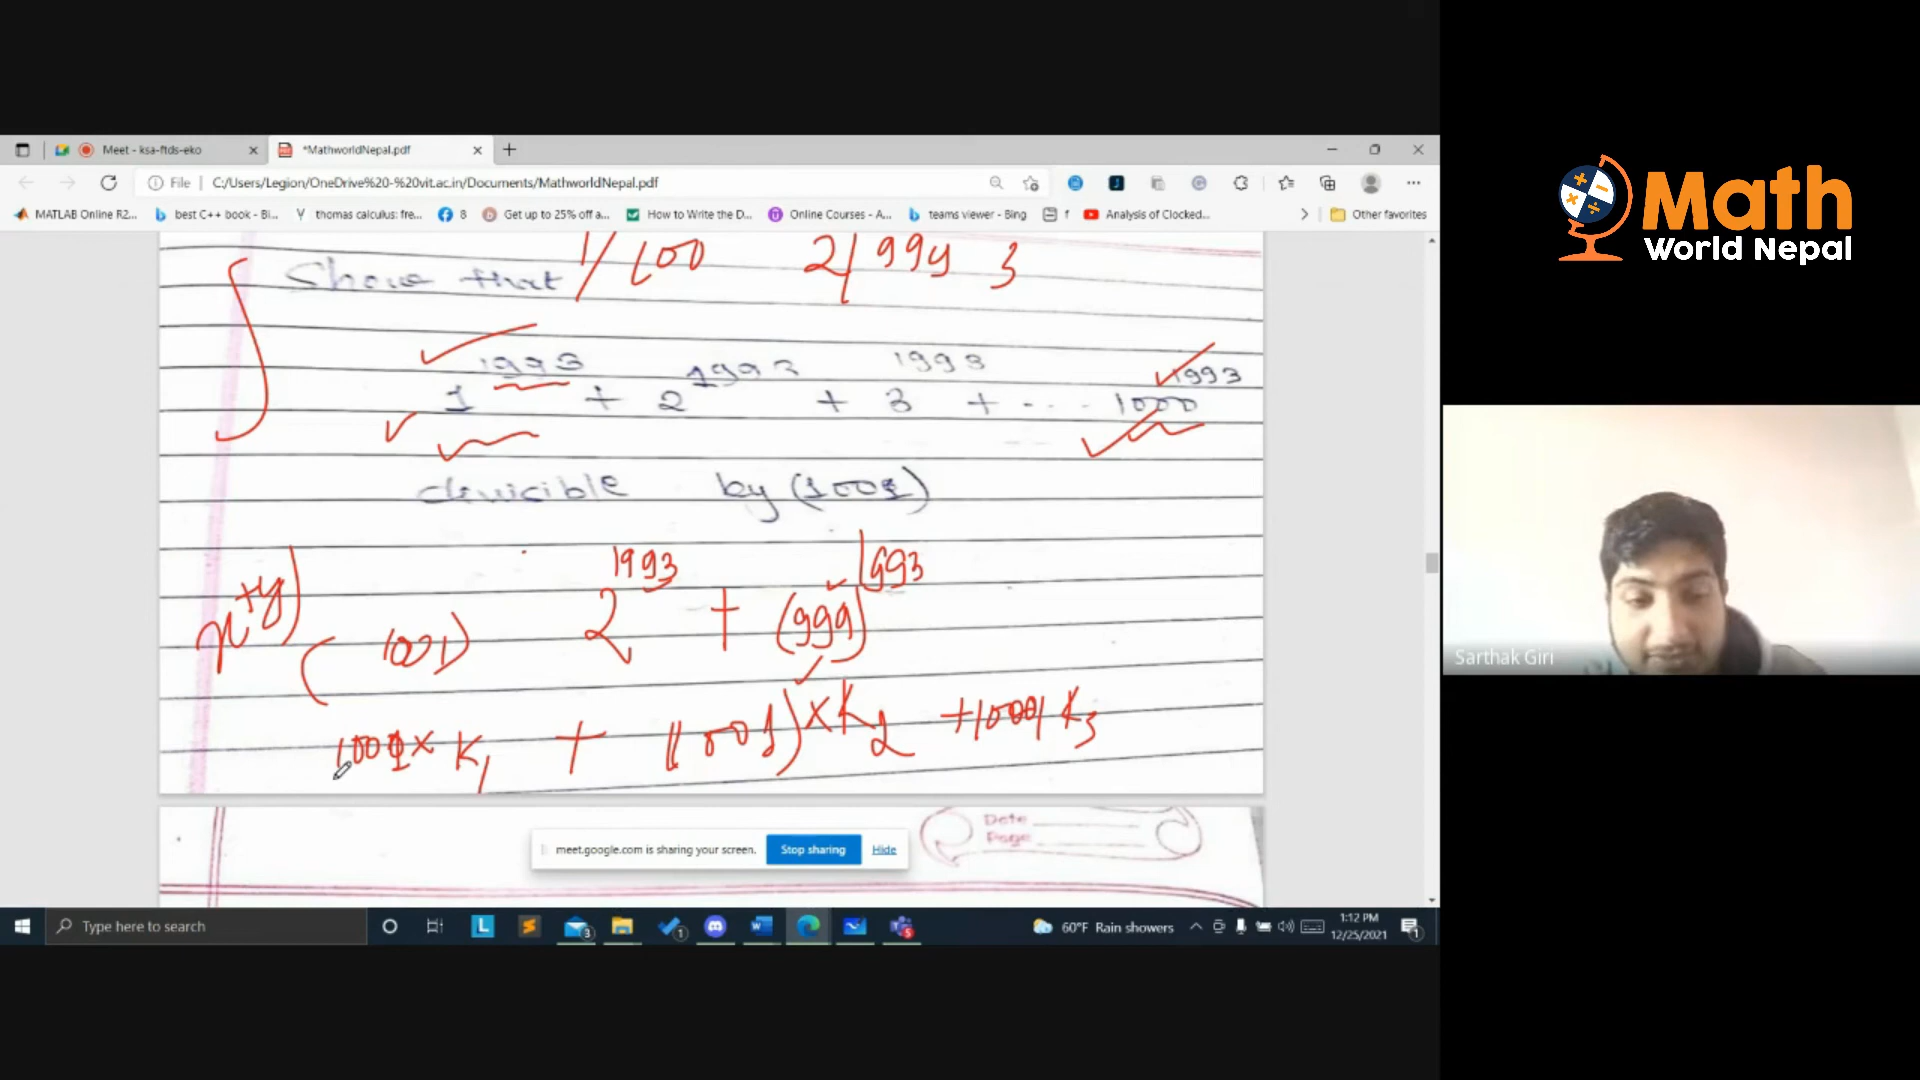 Meet - ksa-ftds-eko
*MathworldNepal.pdf
File | C:/Users/Legion/OneDrive%20-%20vit.ac.in/Documents/MathworldNepal.pdf
MATLAB Online R2...
best C++ book - Bi...
thomas calculus: fre...
8
Get up to 25% off a...
How to Write the D...
Online Courses - A...
teams viewer - Bing
f
Analysis of Clocked...
Other favorites
Math
World Nepal
Show that
1/100 2/999 3
1^1993 + 2^1993 + 3^1993 + ... 1000^1993
divisible by (1001)
x+y)
(1001) 2^1993 + (999)^1993
1001 x K1 + (1001) x K2 + 1001 K3
Sarthak Giri
Date
Page
meet.google.com is sharing your screen.
Stop sharing
Hide
Type here to search
60°F Rain showers
1:12 PM
12/25/2021